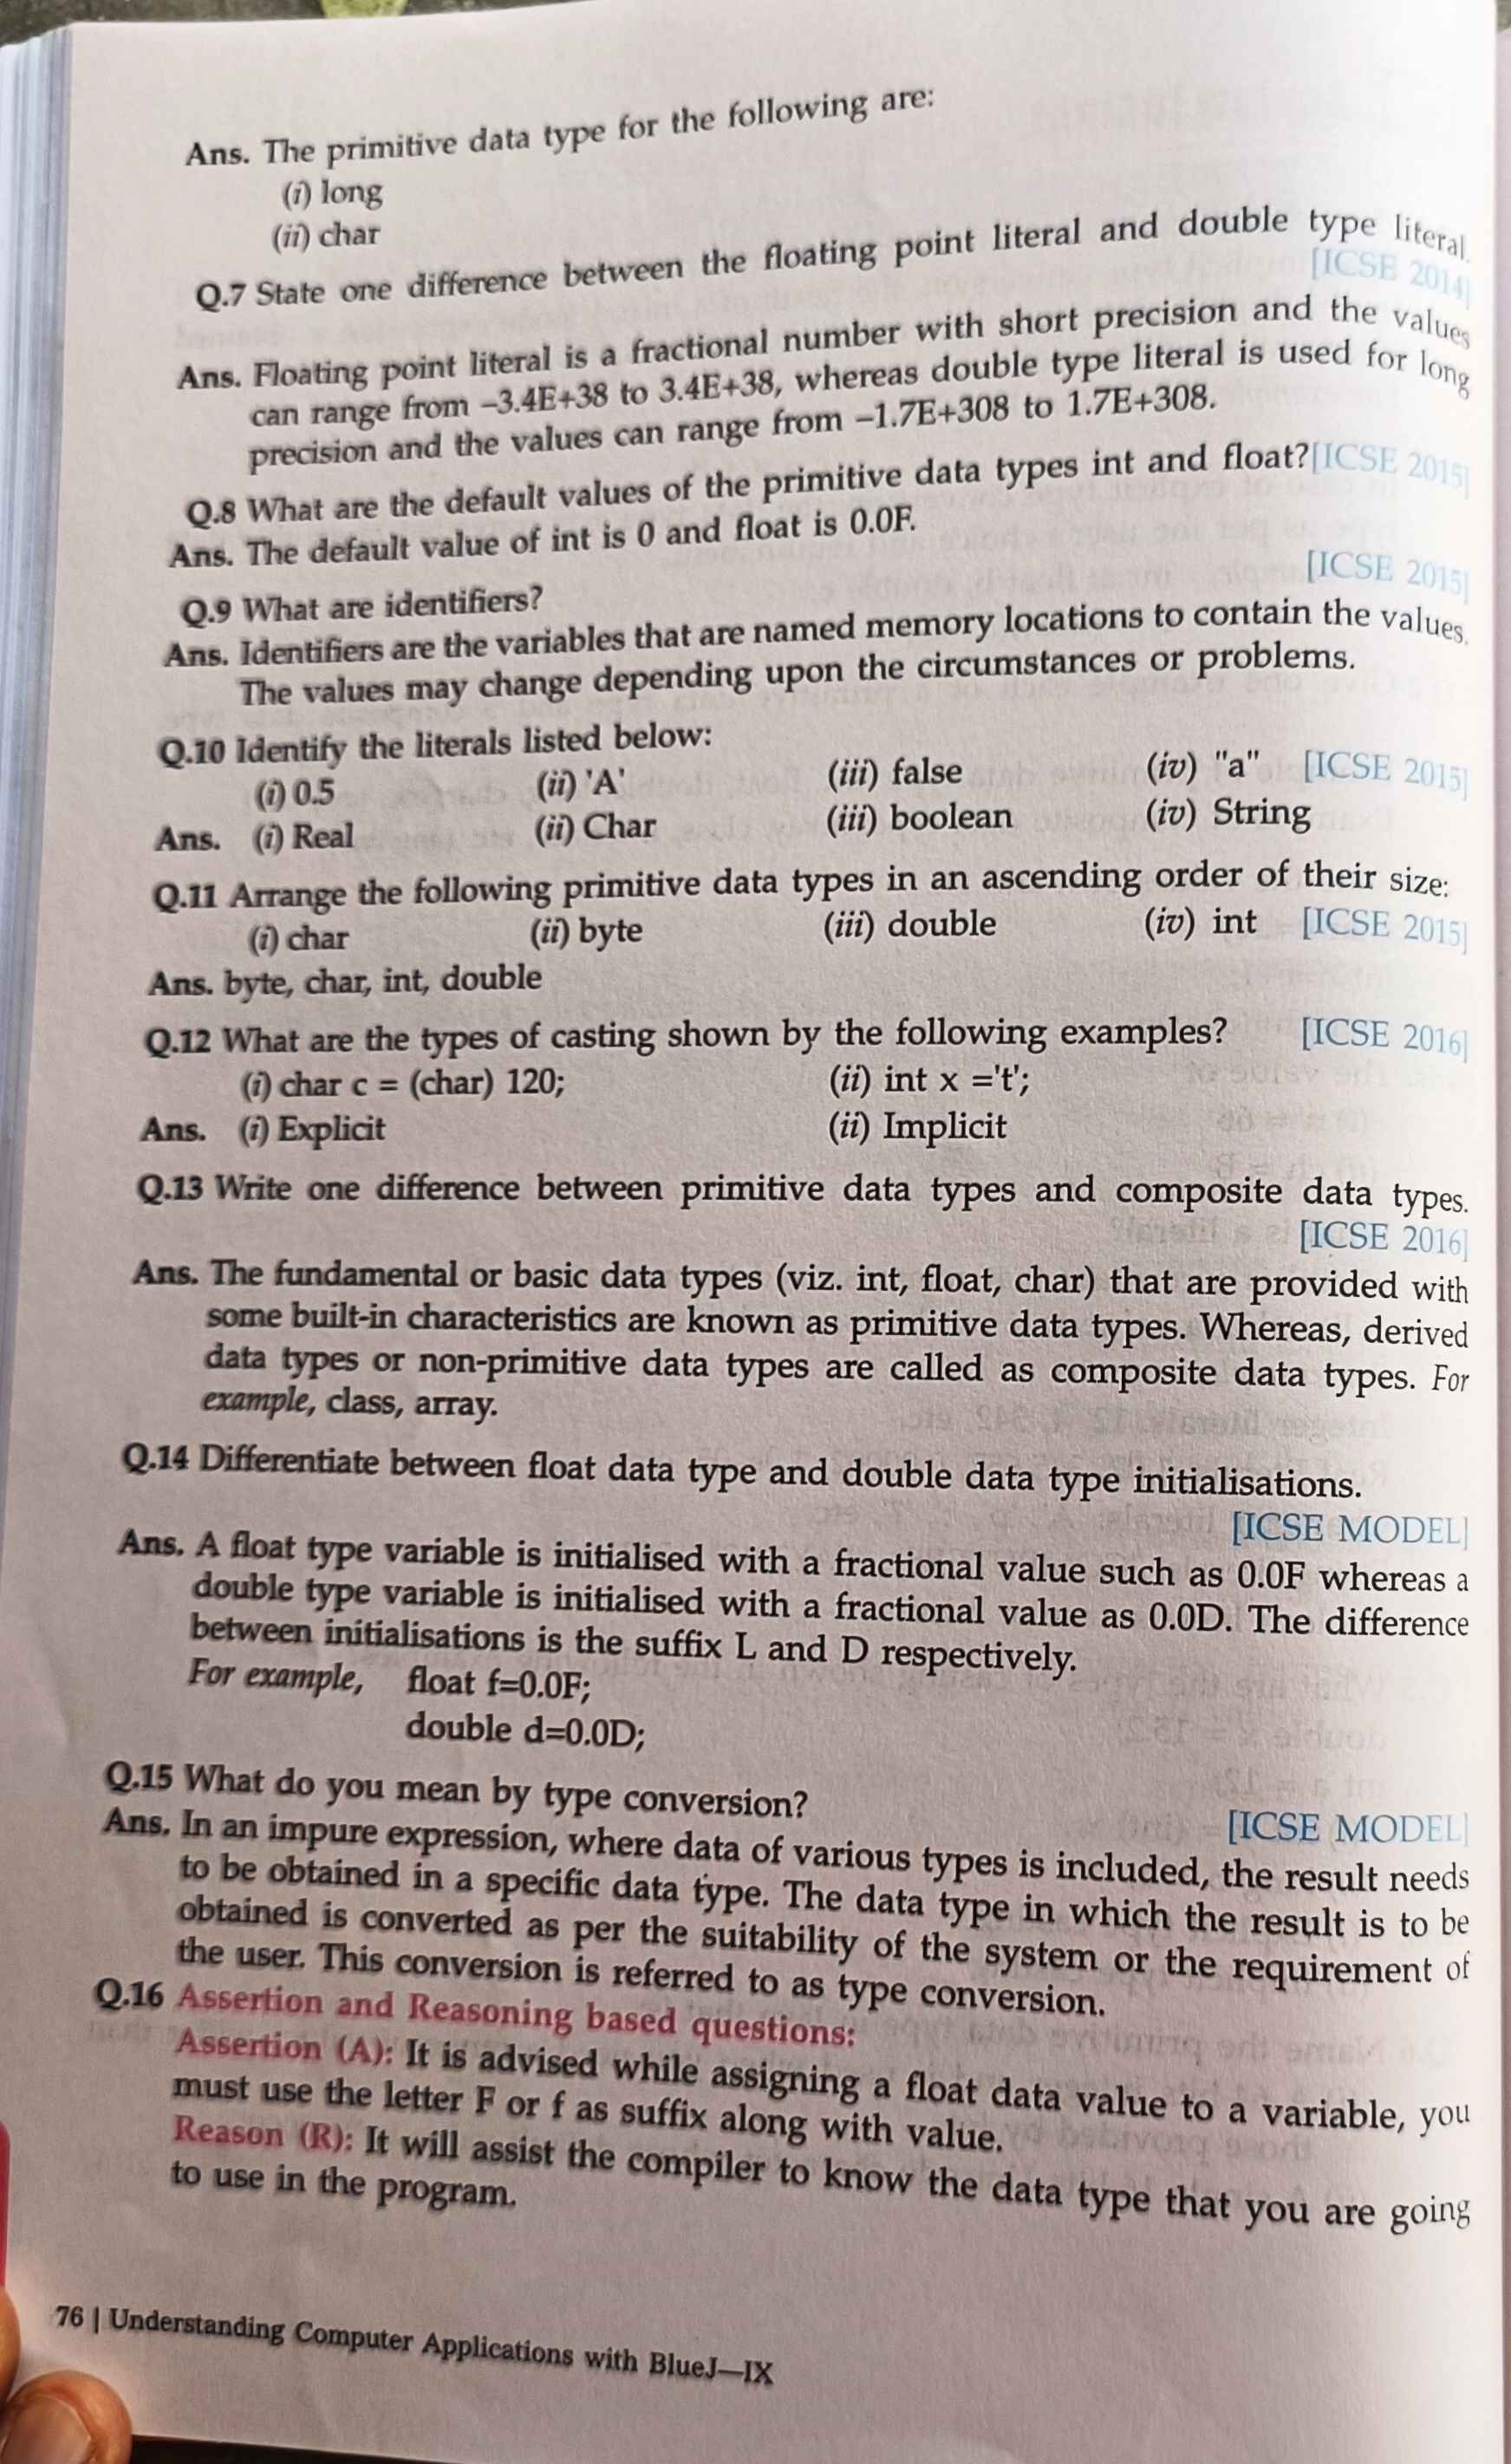 Ans. The primitive data type for the following are:
(i) long
(ii) char
Q.7 State one difference between the floating point literal and double type literal.
[ICSE 2014]
Ans. Floating point literal is a fractional number with short precision and the values
can range from –3.4E+38 to 3.4E+38, whereas double type literal is used for long
precision and the values can range from –1.7E+308 to 1.7E+308.
Q.8 What are the default values of the primitive data types int and float?[ICSE 2015]
Ans. The default value of int is 0 and float is 0.0F.
Q.9 What are identifiers? [ICSE 2015]
Ans. Identifiers are the variables that are named memory locations to contain the values.
The values may change depending upon the circumstances or problems.
Q.10 Identify the literals listed below:
(i) 0.5 (ii) 'A' (iii) false (iv) "a" [ICSE 2015]
Ans. (i) Real (ii) Char (iii) boolean (iv) String
Q.11 Arrange the following primitive data types in an ascending order of their size:
(i) char (ii) byte (iii) double (iv) int [ICSE 2015]
Ans. byte, char, int, double
Q.12 What are the types of casting shown by the following examples? [ICSE 2016]
(i) char c = (char) 120; (ii) int x ='t';
Ans. (i) Explicit (ii) Implicit
Q.13 Write one difference between primitive data types and composite data types.
[ICSE 2016]
Ans. The fundamental or basic data types (viz. int, float, char) that are provided with
some built-in characteristics are known as primitive data types. Whereas, derived
data types or non-primitive data types are called as composite data types. For
example, class, array.
Q.14 Differentiate between float data type and double data type initialisations.
[ICSE MODEL]
Ans. A float type variable is initialised with a fractional value such as 0.0F whereas a
double type variable is initialised with a fractional value as 0.0D. The difference
between initialisations is the suffix L and D respectively.
For example, float f=0.0F;
double d=0.0D;
Q.15 What do you mean by type conversion? [ICSE MODEL]
Ans. In an impure expression, where data of various types is included, the result needs
to be obtained in a specific data type. The data type in which the result is to be
obtained is converted as per the suitability of the system or the requirement of
the user. This conversion is referred to as type conversion.
Q.16 Assertion and Reasoning based questions:
Assertion (A): It is advised while assigning a float data value to a variable, you
must use the letter F or f as suffix along with value.
Reason (R): It will assist the compiler to know the data type that you are going
to use in the program.
76 | Understanding Computer Applications with BlueJ—IX